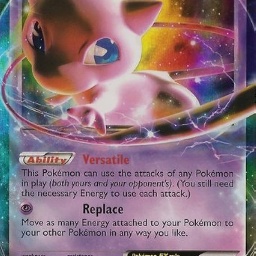 Ability Versatile
This Pokémon can use the attacks of any Pokémon
in play (both yours and your opponent's). (You still need
the necessary Energy to use each attack.)
Replace
Move as many Energy attached to your Pokémon to
your other Pokémon in any way you like.